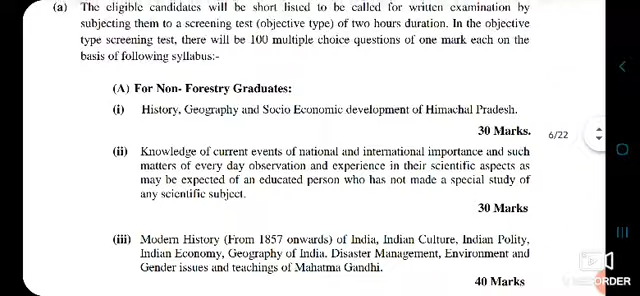 (a) The eligible candidates will be short listed to be called for written examination by
subjecting them to a screening test (objective type) of two hours duration. In the objective
type screening test, there will be 100 multiple choice questions of one mark each on the
basis of following syllabus:-
(A) For Non- Forestry Graduates:
(i) History, Geography and Socio Economic development of Himachal Pradesh.
30 Marks.
6/22
(ii) Knowledge of current events of national and international importance and such
matters of every day observation and experience in their scientific aspects as
may be expected of an educated person who has not made a special study of
any scientific subject.
30 Marks
(iii) Modern History (From 1857 onwards) of India, Indian Culture, Indian Polity,
Indian Economy, Geography of India. Disaster Management, Environment and
Gender issues and teachings of Mahatma Gandhi.
40 Marks
RECORDER